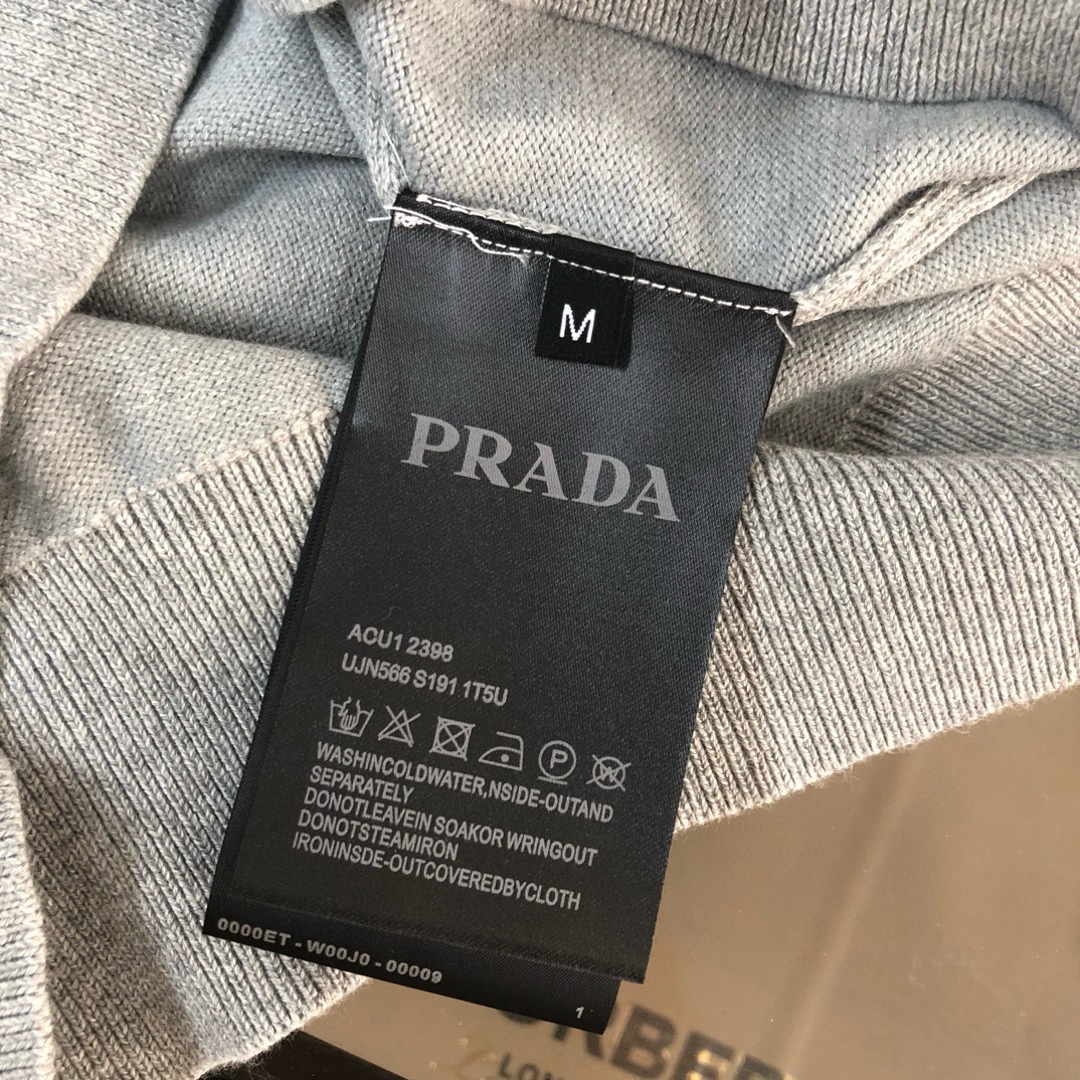 M
PRADA
ACU1 2398
UJN566 S191 1T5U
P
W
WASHINCOLDWATER,NSIDE-OUTAND
SEPARATELY
DONOTLEAVEIN SOAKOR WRINGOUT
DONOTSTEAMIRON
IRONINSDE-OUTCOVEREDBYCLOTH
0000ET - W00J0 - 00009
1